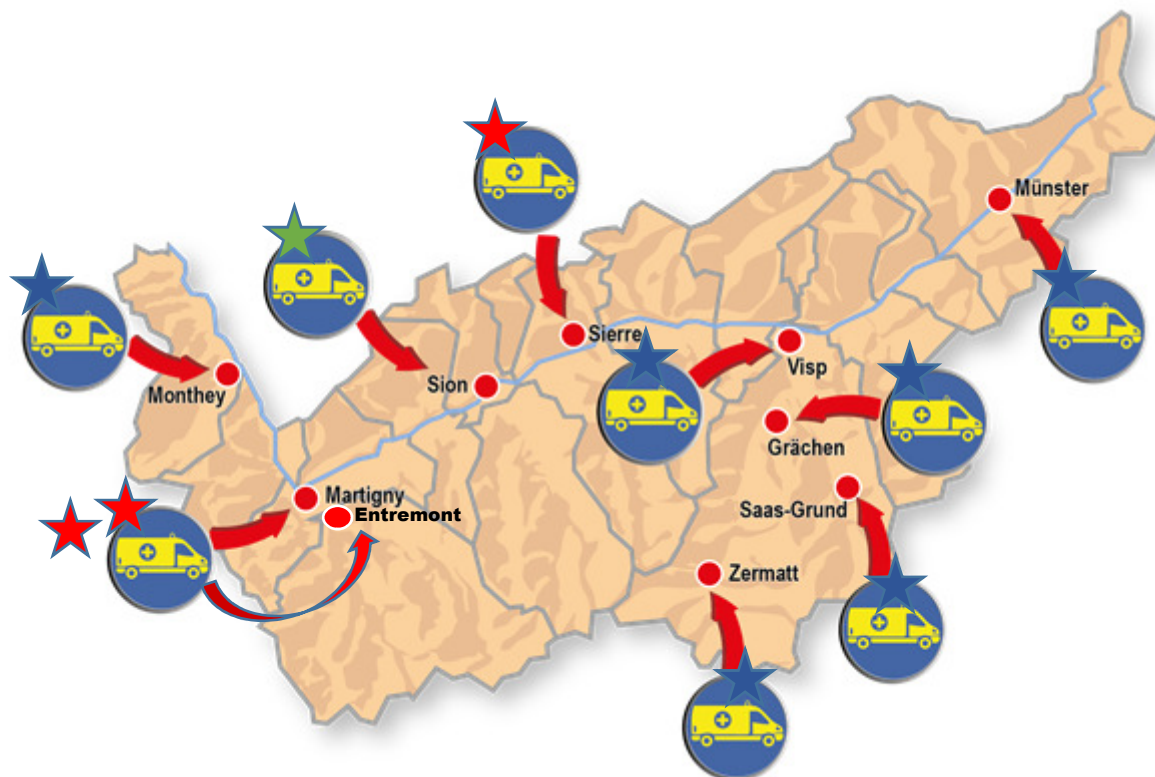 Münster
Sierre
Visp
Monthey
Sion
Grächen
Martigny
Entremont
Saas-Grund
Zermatt